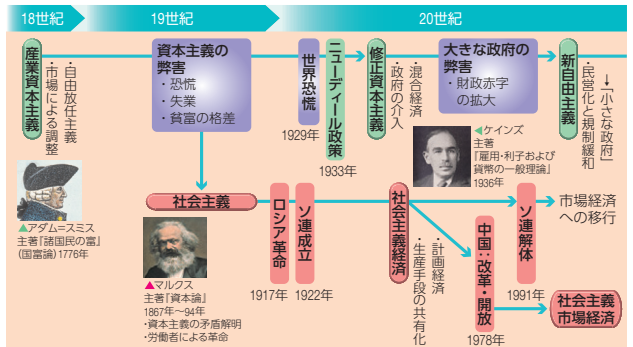 18世紀
19世紀
20世紀
産業資本主義
・自由放任主義
・市場による調整
▲アダム=スミス
主著『諸国民の富』
(国富論)1776年
資本主義の
弊害
・恐慌
・失業
・貧富の格差
世界恐慌
1929年
ニューディール政策
1933年
修正資本主義
・混合経済
・政府の介入
大きな政府の
弊害
・財政赤字
の拡大
◀ケインズ
主著
『雇用・利子および
貨幣の一般理論』
1936年
新自由主義
→「小さな政府」
・民営化と規制緩和
社会主義
▲マルクス
主著『資本論』
1867年〜94年
・資本主義の矛盾解明
・労働者による革命
ロシア革命
1917年
ソ連成立
1922年
社会主義経済
・計画経済
・生産手段の共有化
中国:改革・開放
1978年
ソ連解体
1991年
市場経済
への移行
社会主義
市場経済